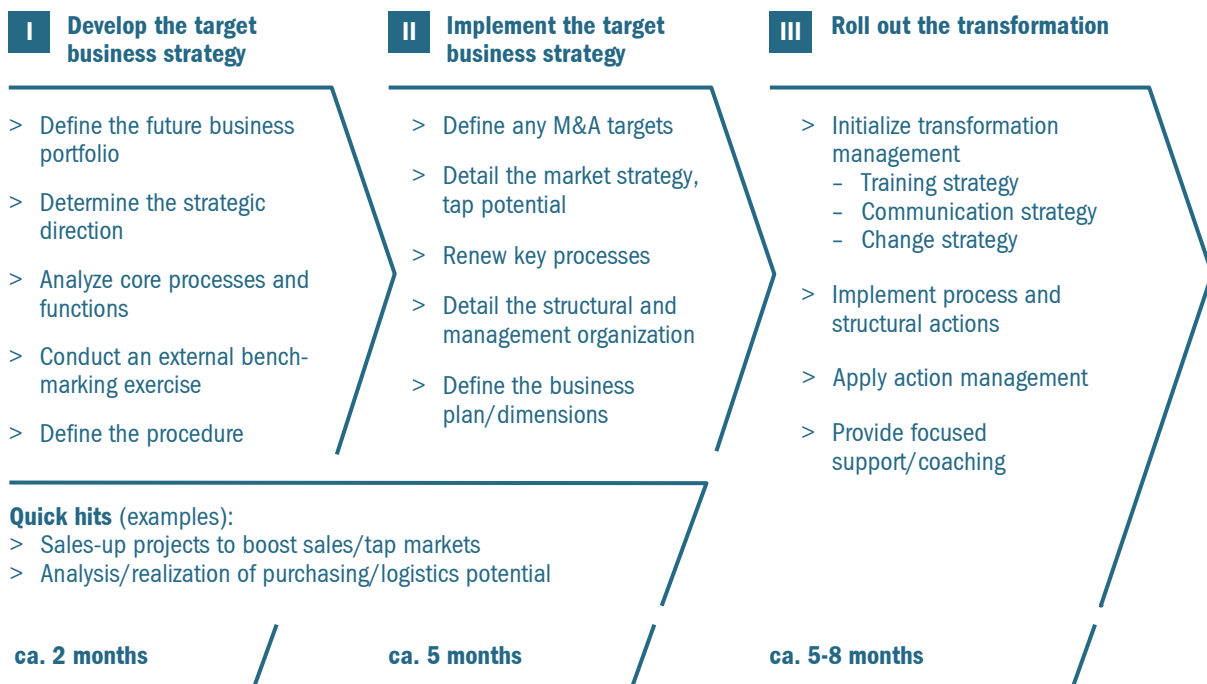 I
Develop the target
business strategy
> Define the future business
portfolio
> Determine the strategic
direction
> Analyze core processes and
functions
> Conduct an external bench-
marking exercise
> Define the procedure
II
Implement the target
business strategy
> Define any M&A targets
> Detail the market strategy,
tap potential
> Renew key processes
> Detail the structural and
management organization
> Define the business
plan/dimensions
III
Roll out the transformation
> Initialize transformation
management
– Training strategy
– Communication strategy
– Change strategy
> Implement process and
structural actions
> Apply action management
> Provide focused
support/coaching
Quick hits (examples):
> Sales-up projects to boost sales/tap markets
> Analysis/realization of purchasing/logistics potential
ca. 2 months
ca. 5 months
ca. 5-8 months